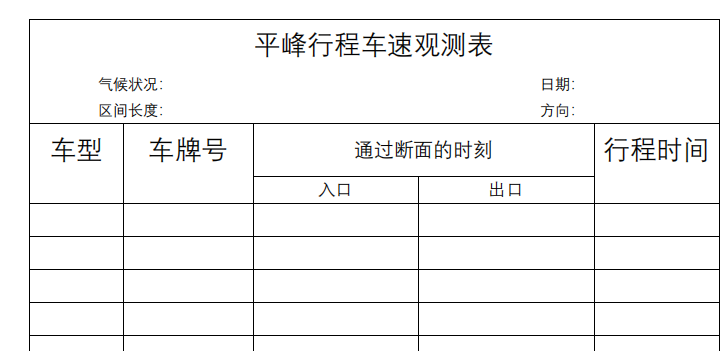 平峰行程车速观测表
气候状况: 日期:
区间长度: 方向:
车型 车牌号 通过断面的时刻 行程时间
入口 出口